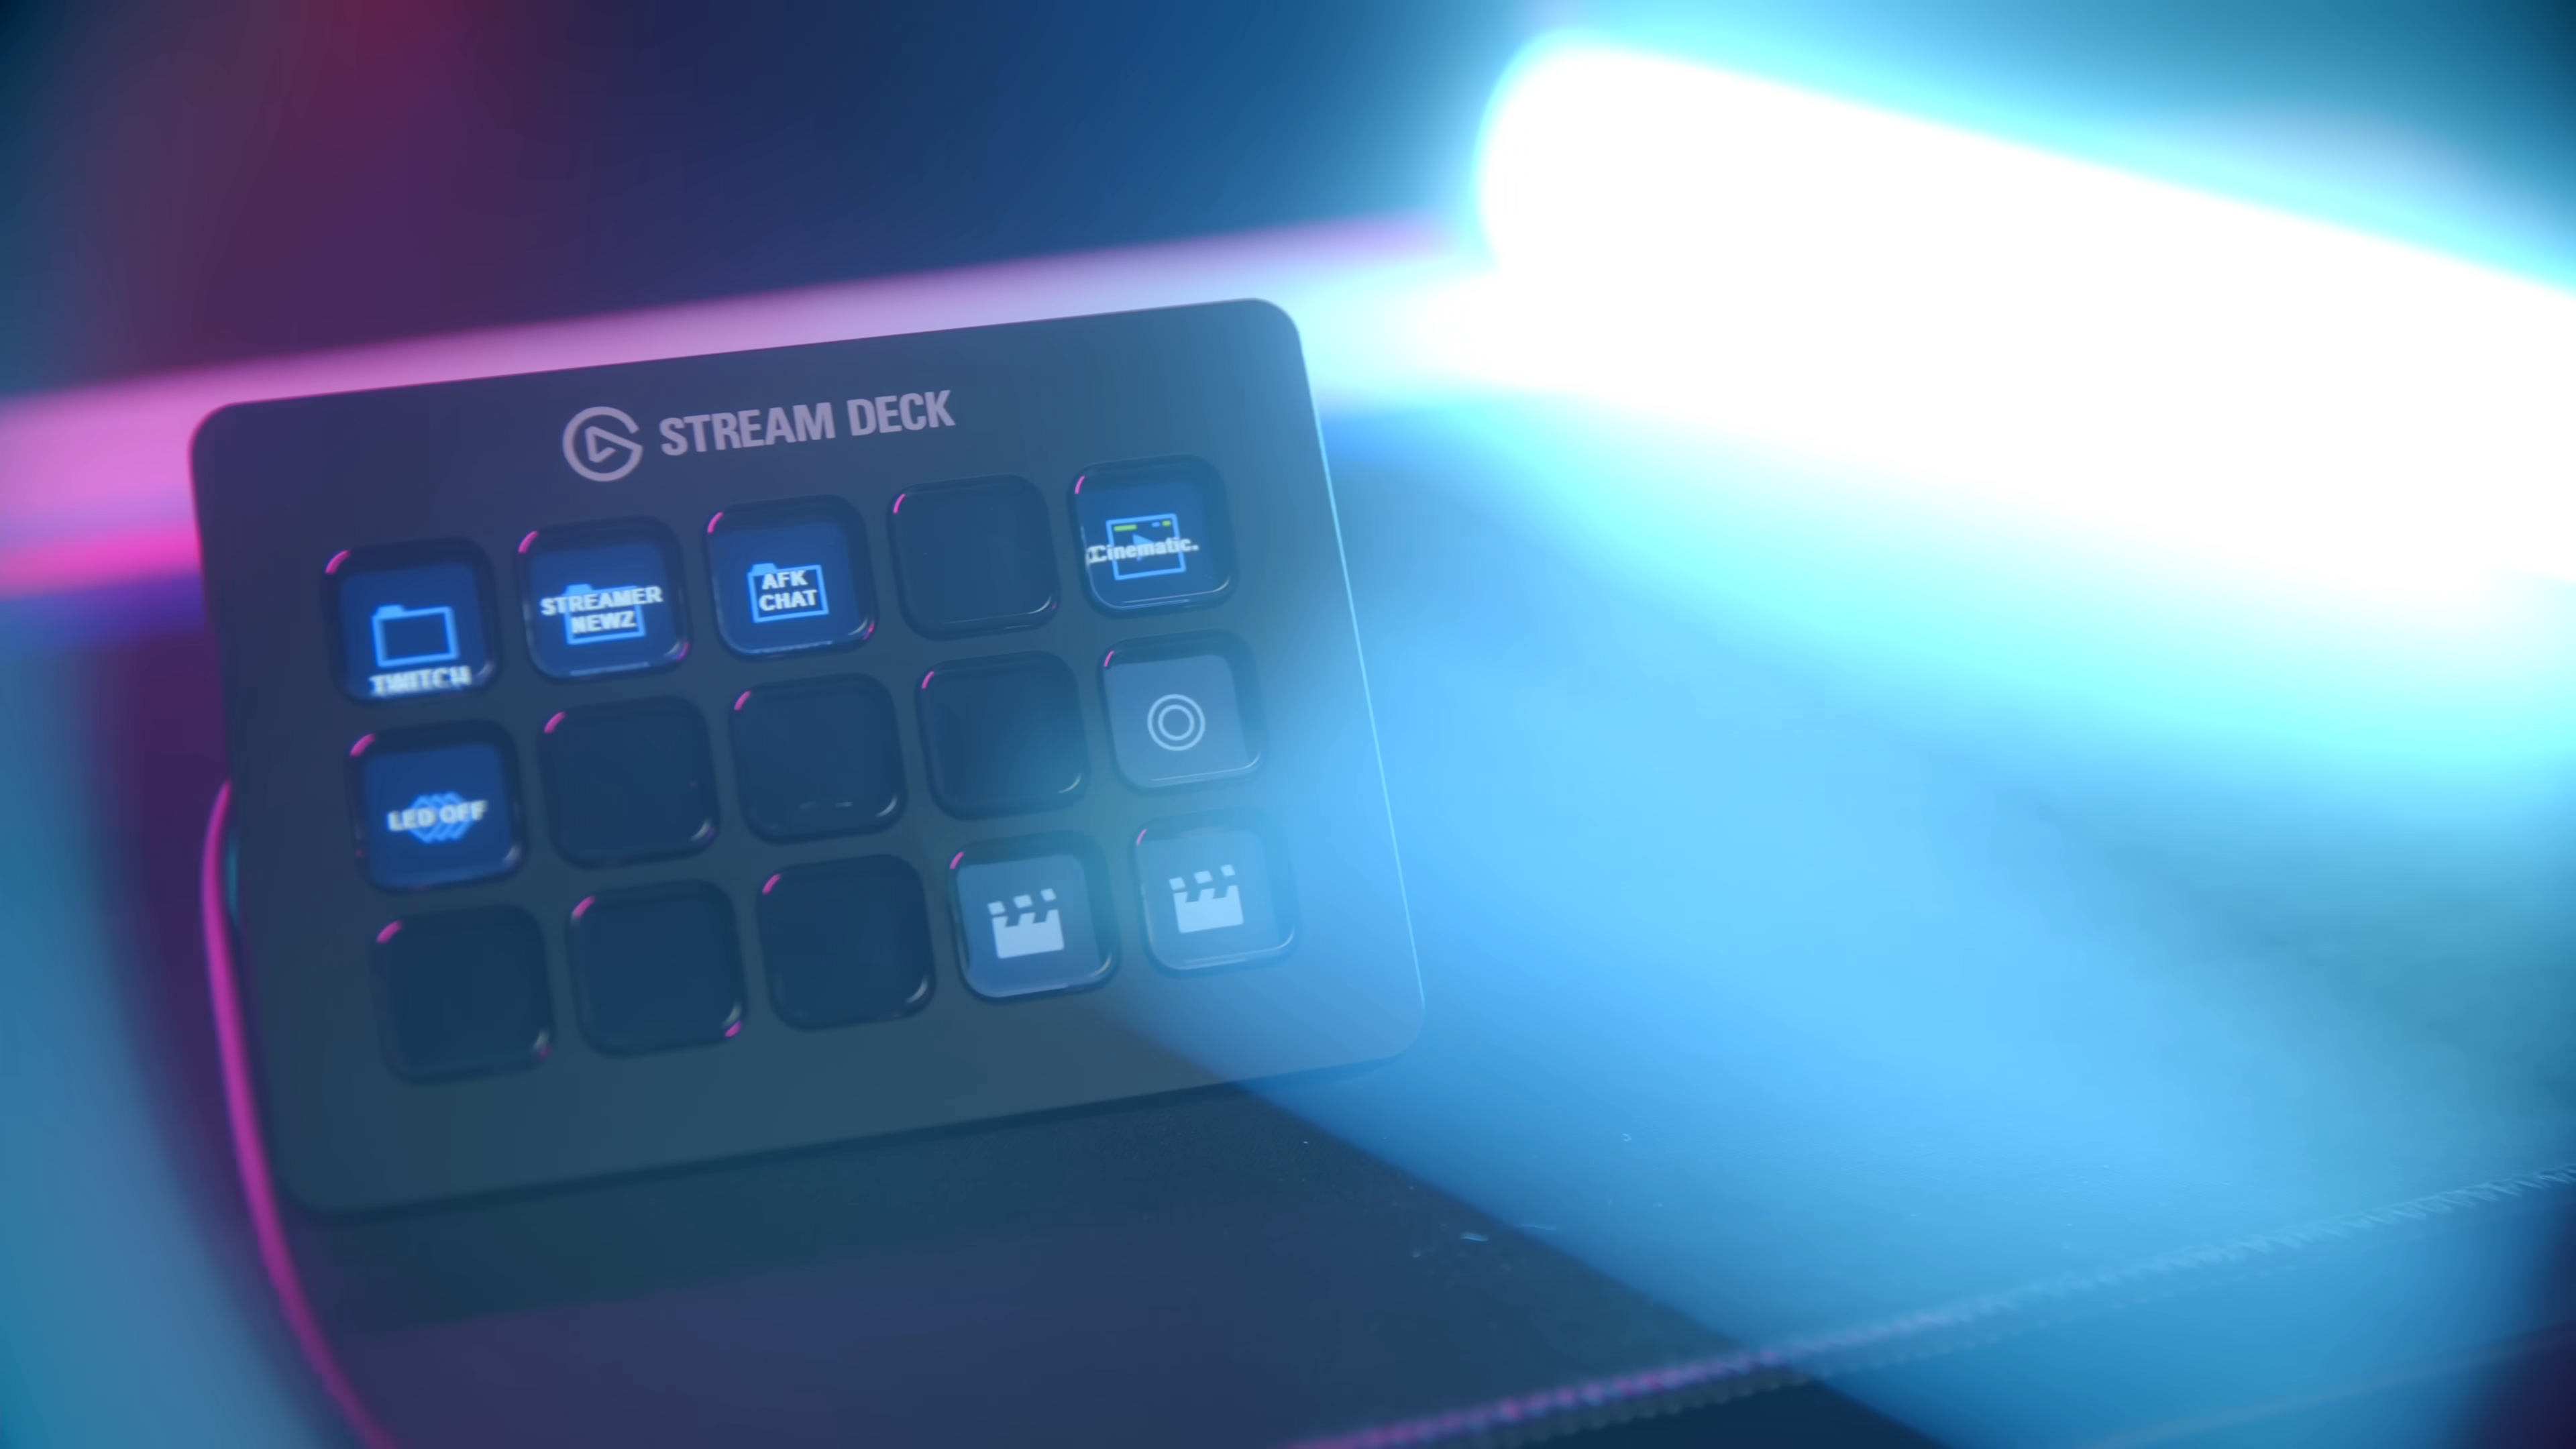 STREAM DECK
TWITCH
STREAMER
NEWZ
AFK
CHAT
Cinematic.
LED OFF